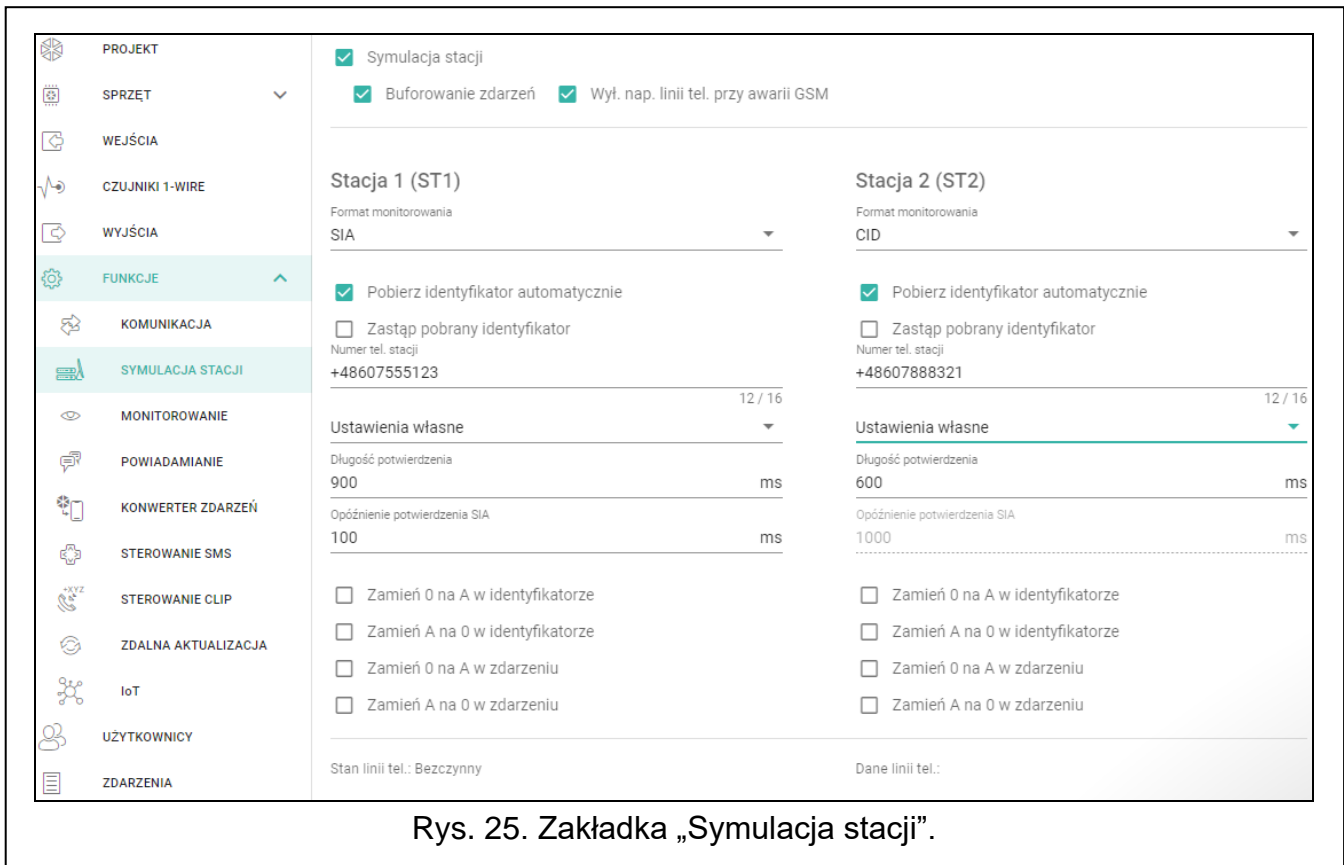 PROJEKT
SPRZĘT
WEJŚCIA
CZUJNIKI 1-WIRE
WYJŚCIA
FUNKCJE
KOMUNIKACJA
SYMULACJA STACJI
MONITOROWANIE
POWIADAMIANIE
KONWERTER ZDARZEŃ
STEROWANIE SMS
+XYZ
STEROWANIE CLIP
ZDALNA AKTUALIZACJA
IoT
UŻYTKOWNICY
ZDARZENIA
Symulacja stacji
Buforowanie zdarzeń Wył. nap. linii tel. przy awarii GSM
Stacja 1 (ST1)
Format monitorowania
SIA
Pobierz identyfikator automatycznie
Zastąp pobrany identyfikator
Numer tel. stacji
+48607555123
12 / 16
Ustawienia własne
Długość potwierdzenia
900 ms
Opóźnienie potwierdzenia SIA
100 ms
Zamień 0 na A w identyfikatorze
Zamień A na 0 w identyfikatorze
Zamień 0 na A w zdarzeniu
Zamień A na 0 w zdarzeniu
Stan linii tel.: Bezczynny
Stacja 2 (ST2)
Format monitorowania
CID
Pobierz identyfikator automatycznie
Zastąp pobrany identyfikator
Numer tel. stacji
+48607888321
12 / 16
Ustawienia własne
Długość potwierdzenia
600 ms
Opóźnienie potwierdzenia SIA
1000 ms
Zamień 0 na A w identyfikatorze
Zamień A na 0 w identyfikatorze
Zamień 0 na A w zdarzeniu
Zamień A na 0 w zdarzeniu
Dane linii tel.:
Rys. 25. Zakładka „Symulacja stacji”.